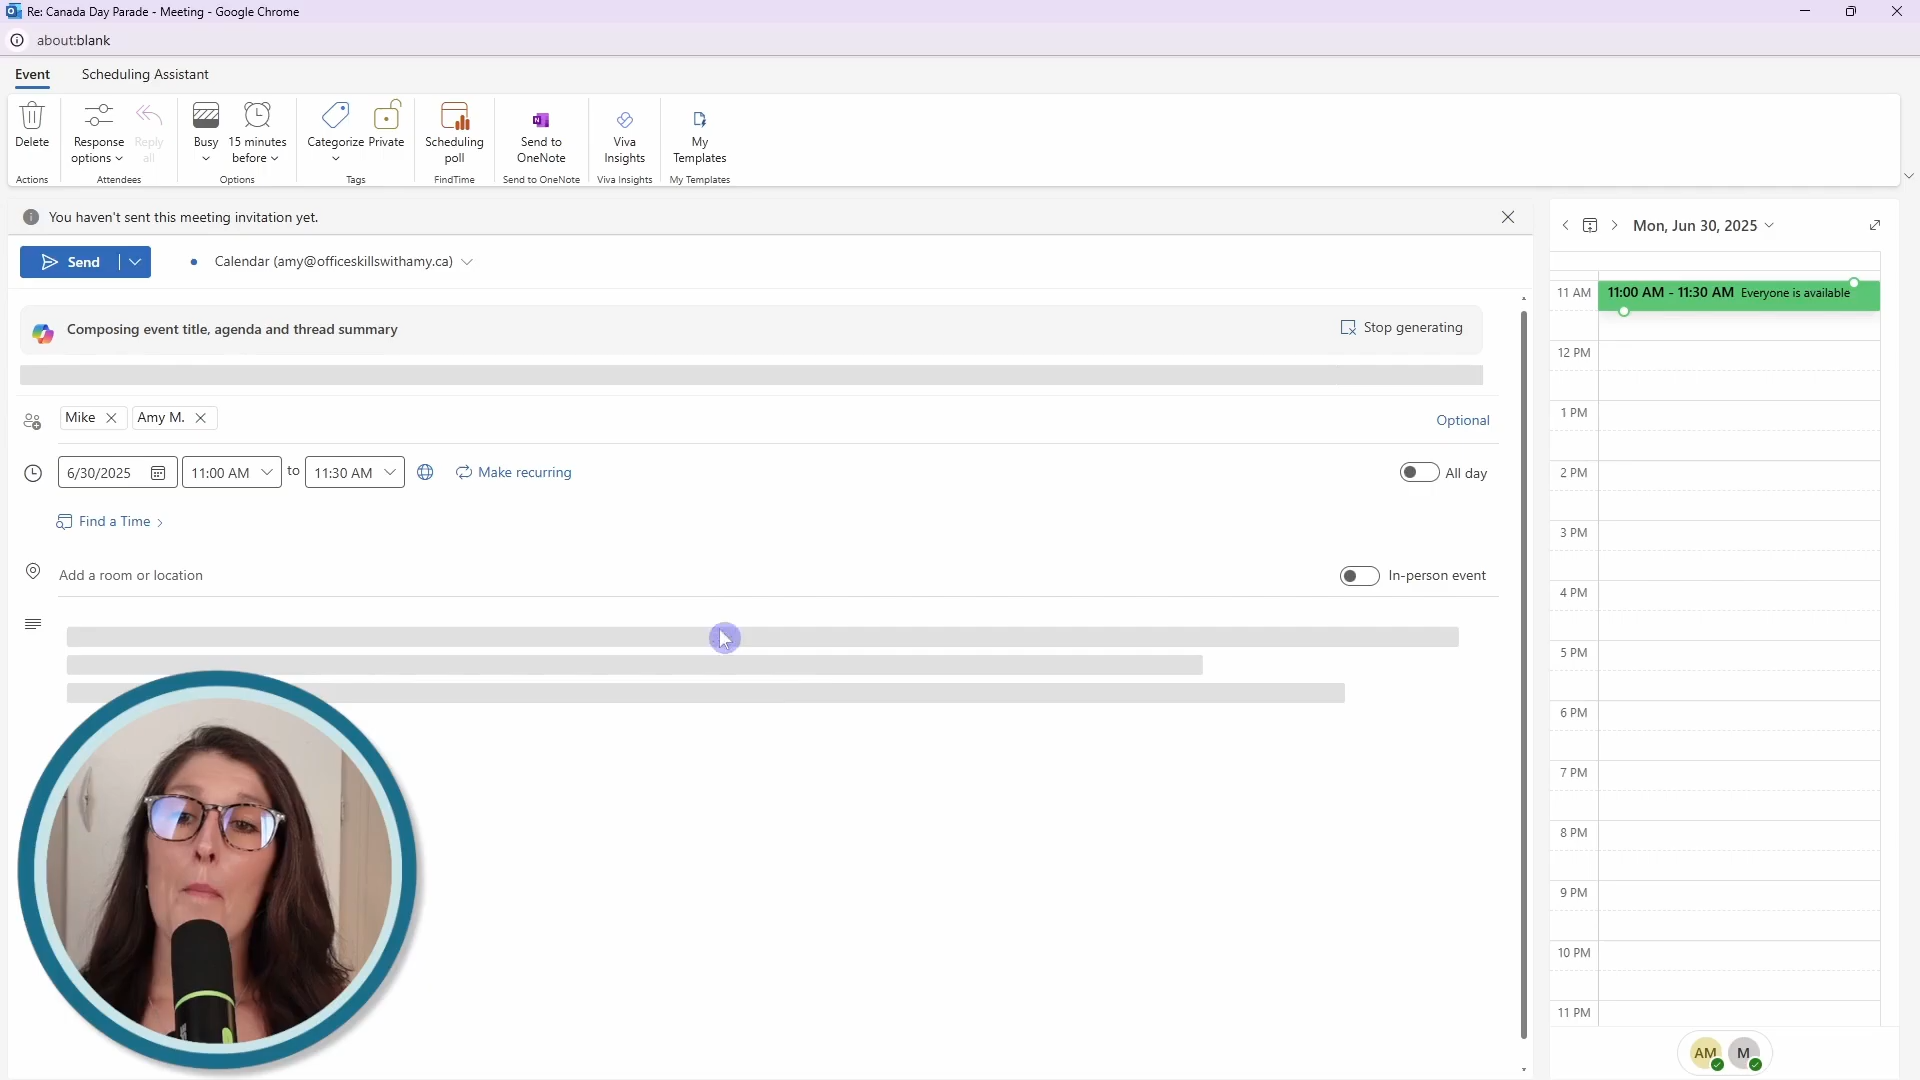 Re: Canada Day Parade - Meeting - Google Chrome
about:blank
Event
Scheduling Assistant
Delete
Response options
Reply all
Busy
15 minutes before
Categorize
Private
Scheduling poll
Send to OneNote
Viva Insights
My Templates
Actions
Attendees
Options
Tags
FindTime
Send to OneNote
Viva Insights
My Templates
You haven't sent this meeting invitation yet.
Send
Calendar (amy@officeskillswithamy.ca)
Composing event title, agenda and thread summary
Stop generating
Mike
Amy M.
Optional
6/30/2025
11:00 AM
to
11:30 AM
Make recurring
All day
Find a Time
Add a room or location
In-person event
Mon, Jun 30, 2025
11 AM
11:00 AM - 11:30 AM Everyone is available
12 PM
1 PM
2 PM
3 PM
4 PM
5 PM
6 PM
7 PM
8 PM
9 PM
10 PM
11 PM
AM
M